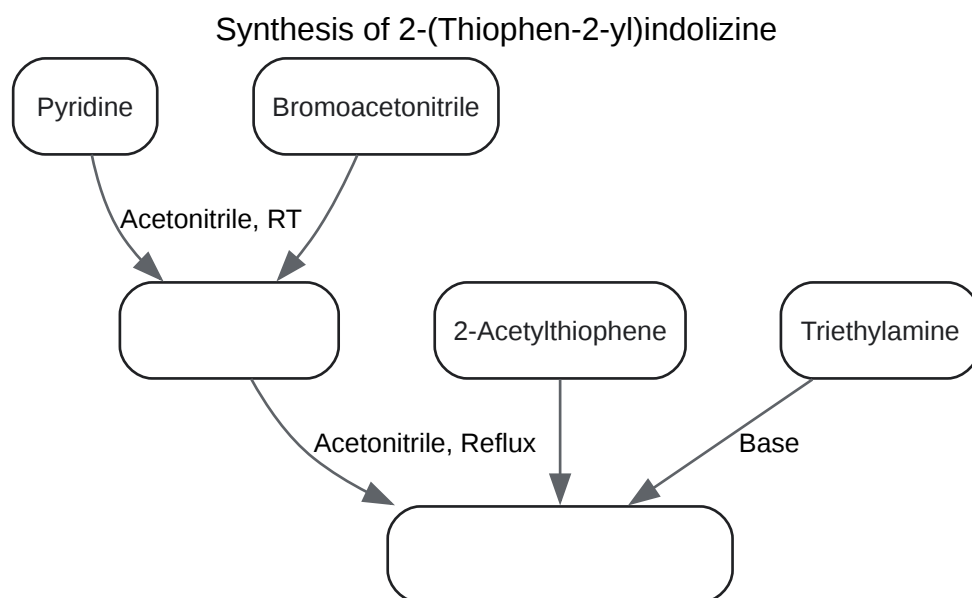 Synthesis of 2-(Thiophen-2-yl)indolizine
Pyridine
Bromoacetonitrile
Acetonitrile, RT
2-Acetylthiophene
Triethylamine
Acetonitrile, Reflux
Base